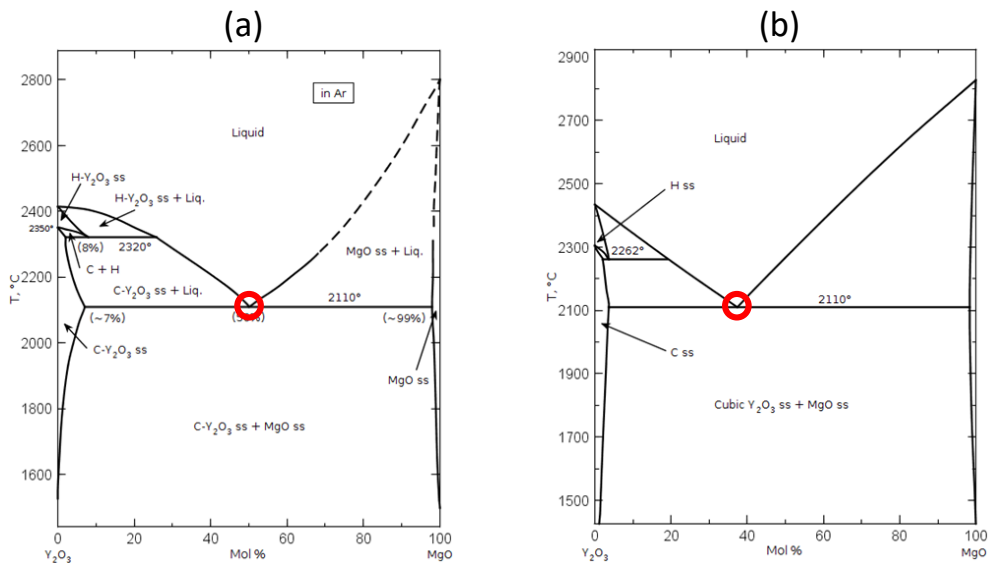 (a)
2800
in Ar
Liquid
2600
H-Y2O3 ss
H-Y2O3 ss + Liq.
2400
2350°
(8%)
2320°
MgO ss + Liq.
C + H
2200
C-Y2O3 ss + Liq.
2110°
(~7%)
(~99%)
T, °C
C-Y2O3 ss
2000
MgO ss
1800
C-Y2O3 ss + MgO ss
1600
0 20 40 60 80 100
Y2O3 Mol % MgO
(b)
2900
2700
Liquid
2500
H ss
2300
2262°
T, °C
2110°
2100
C ss
1900
Cubic Y2O3 ss + MgO ss
1700
1500
0 20 40 60 80 100
Y2O3 Mol % MgO